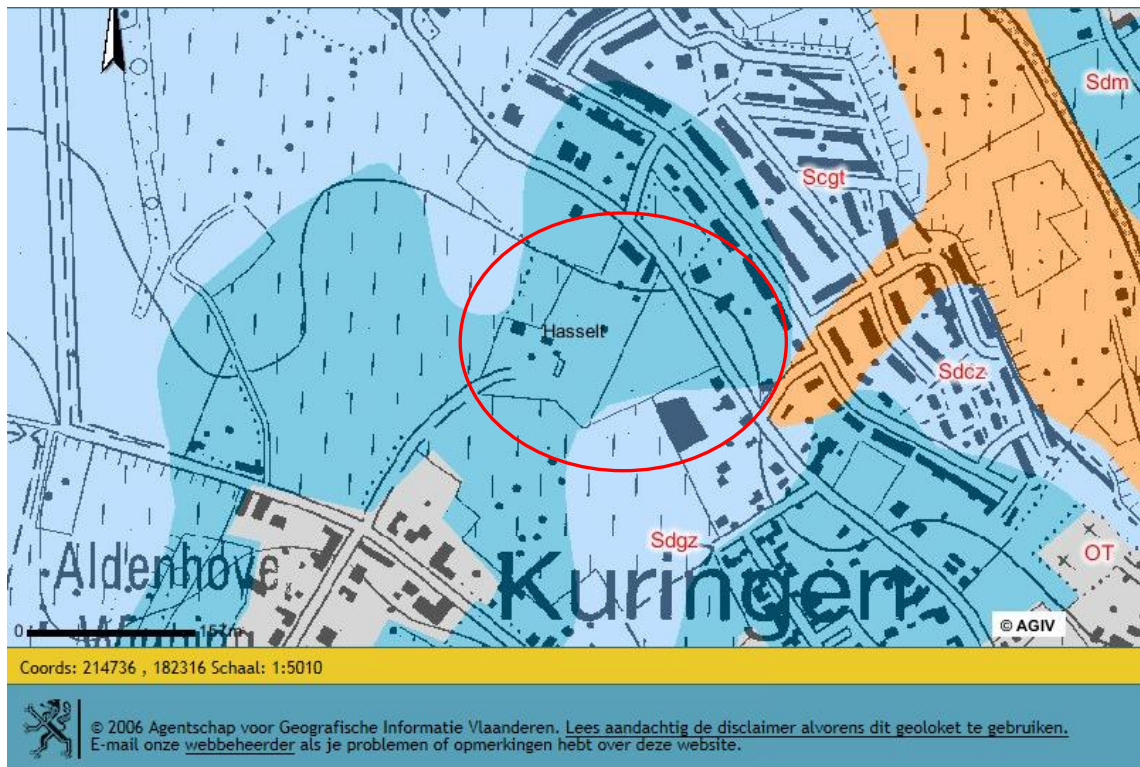 Sdm
Scgt
Hasselt
Sdcz
Sdgz
OT
Aldenhove
Kuringen
0
© AGIV
Coords: 214736 , 182316 Schaal: 1:5010
© 2006 Agentschap voor Geografische Informatie Vlaanderen. Lees aandachtig de disclaimer alvorens dit geoloket te gebruiken.
E-mail onze webbeheerder als je problemen of opmerkingen hebt over deze website.